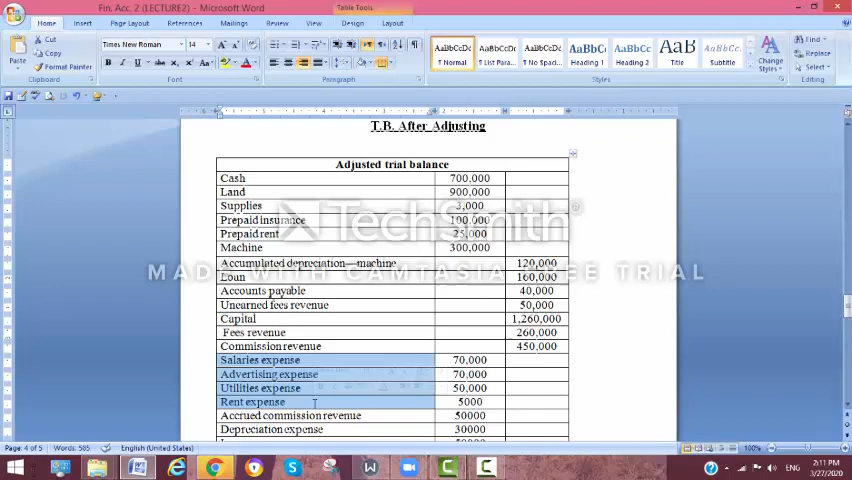 Fin. Acc. 2 (LECTURE2) - Microsoft Word
Table Tools
Home Insert Page Layout References Mailings Review View Design Layout
Cut
Copy
Format Painter
Paste
Clipboard
Times New Roman 14
Font
Paragraph
AaBbCcDc AaBbCcDc AaBbCcDc AaBbCc AaBbCc AaB AaBbCcDc
¶ Normal ¶ List Para... ¶ No Spaci... Heading 1 Heading 2 Title Subtitle
Change Styles
Styles
Find
Replace
Select
Editing
T.B. After Adjusting
Adjusted trial balance
Cash 700,000
Land 900,000
Supplies 3,000
Prepaid insurance 100,000
Prepaid rent 25,000
Machine 300,000
Accumulated depreciation—machine 120,000
Loan 160,000
Accounts payable 40,000
Unearned fees revenue 50,000
Capital 1,260,000
Fees revenue 260,000
Commission revenue 450,000
Salaries expense 70,000
Advertising expense 70,000
Utilities expense 50,000
Rent expense 5000
Accrued commission revenue 50000
Depreciation expense 30000
TechSmith®
MADE WITH CAMTASIA FREE TRIAL
Page: 4 of 5 Words: 585 English (United States) 100%
ENG
2:11 PM
3/27/2020